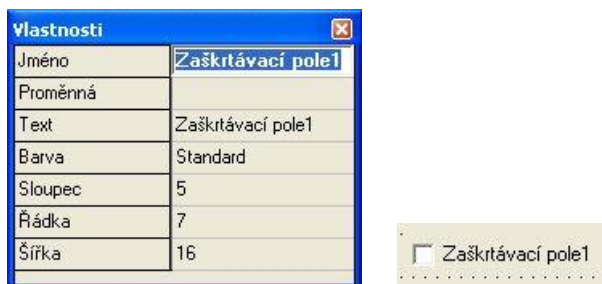 Vlastnosti
Jméno Zaškrtávací pole1
Proměnná
Text Zaškrtávací pole1
Barva Standard
Sloupec 5
Řádka 7
Šířka 16
Zaškrtávací pole1